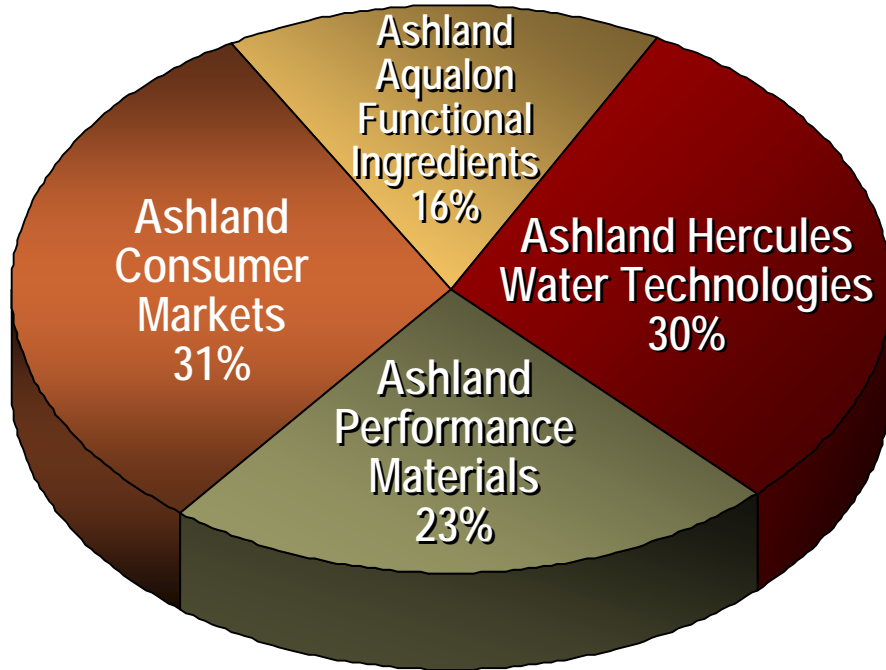 Ashland
Aqualon
Functional
Ingredients
16%
Ashland Hercules
Water Technologies
30%
Ashland
Consumer
Markets
31%
Ashland
Performance
Materials
23%